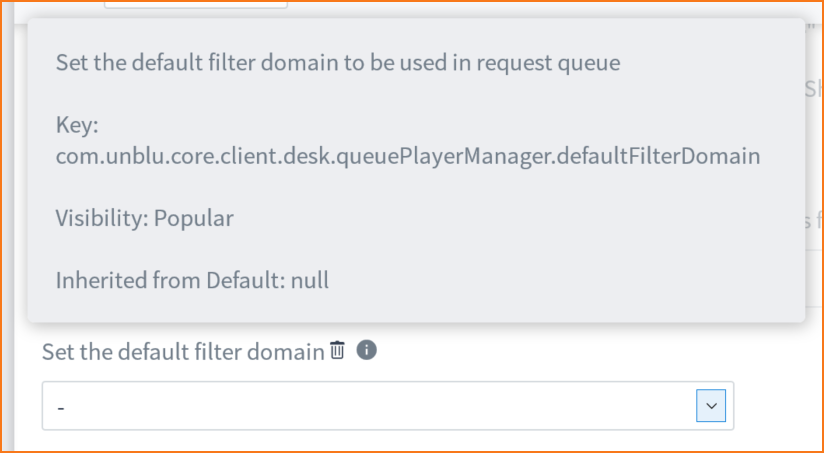 Set the default filter domain to be used in request queue
Key:
com.unblu.core.client.desk.queuePlayerManager.defaultFilterDomain
Visibility: Popular
Inherited from Default: null
Set the default filter domain
-